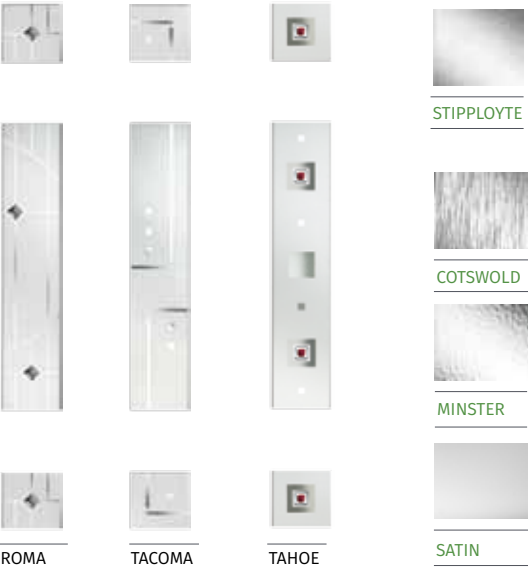 STIPPLOYTE
COTSWOLD
MINSTER
SATIN
ROMA
TACOMA
TAHOE